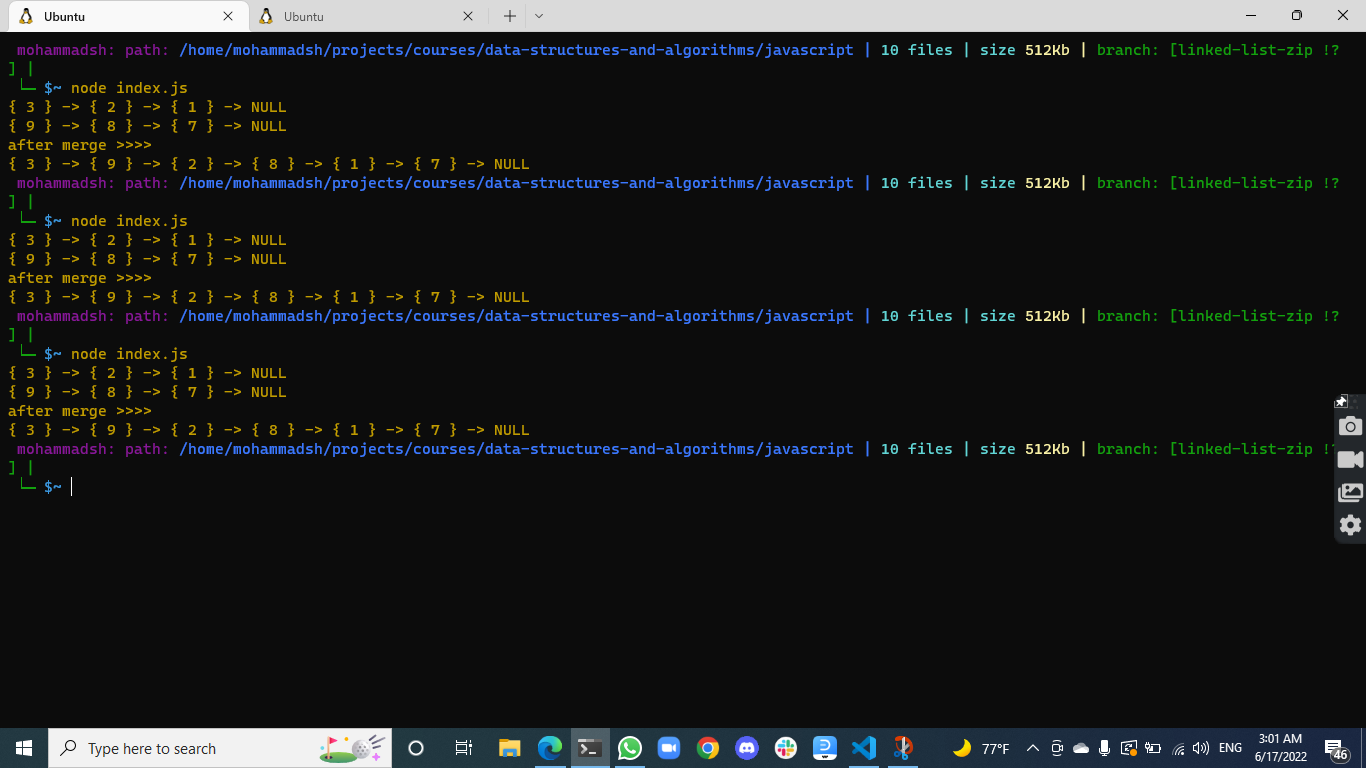 Ubuntu
Ubuntu
mohammadsh: path: /home/mohammadsh/projects/courses/data-structures-and-algorithms/javascript | 10 files | size 512Kb | branch: [linked-list-zip !?
] |
└─ $~ node index.js
{ 3 } -> { 2 } -> { 1 } -> NULL
{ 9 } -> { 8 } -> { 7 } -> NULL
after merge >>>>
{ 3 } -> { 9 } -> { 2 } -> { 8 } -> { 1 } -> { 7 } -> NULL
mohammadsh: path: /home/mohammadsh/projects/courses/data-structures-and-algorithms/javascript | 10 files | size 512Kb | branch: [linked-list-zip !?
] |
└─ $~ node index.js
{ 3 } -> { 2 } -> { 1 } -> NULL
{ 9 } -> { 8 } -> { 7 } -> NULL
after merge >>>>
{ 3 } -> { 9 } -> { 2 } -> { 8 } -> { 1 } -> { 7 } -> NULL
mohammadsh: path: /home/mohammadsh/projects/courses/data-structures-and-algorithms/javascript | 10 files | size 512Kb | branch: [linked-list-zip !?
] |
└─ $~ node index.js
{ 3 } -> { 2 } -> { 1 } -> NULL
{ 9 } -> { 8 } -> { 7 } -> NULL
after merge >>>>
{ 3 } -> { 9 } -> { 2 } -> { 8 } -> { 1 } -> { 7 } -> NULL
mohammadsh: path: /home/mohammadsh/projects/courses/data-structures-and-algorithms/javascript | 10 files | size 512Kb | branch: [linked-list-zip !?
] |
└─ $~
Type here to search
77°F
ENG
3:01 AM
6/17/2022
46